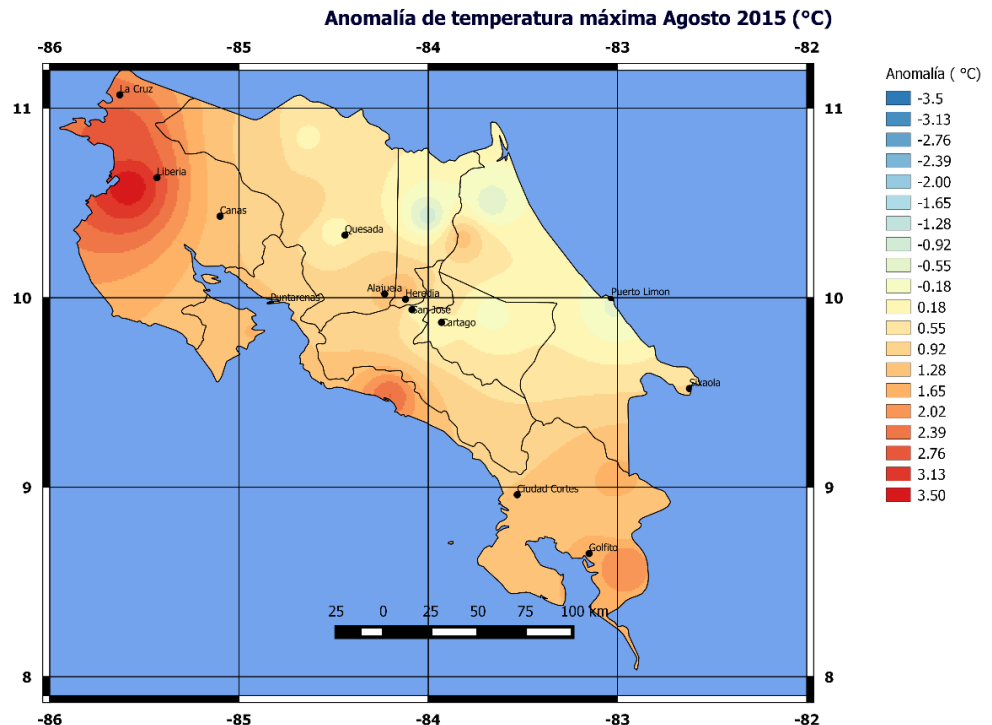 Anomalía de temperatura máxima Agosto 2015 (°C)
-86 -85 -84 -83 -82
Anomalía ( °C)
-3.5
-3.13
-2.76
-2.39
-2.00
-1.65
-1.28
-0.92
-0.55
-0.18
0.18
0.55
0.92
1.28
1.65
2.02
2.39
2.76
3.13
3.50
11 11
La Cruz
Liberia
Canas
Quesada
Alajuela
Heredia
10 10
Puntarenas
Puerto Limon
San José
Cartago
Sixaola
9 9
Ciudad Cortes
Golfito
25 0 25 50 75 100 km
8 8
-86 -85 -84 -83 -82